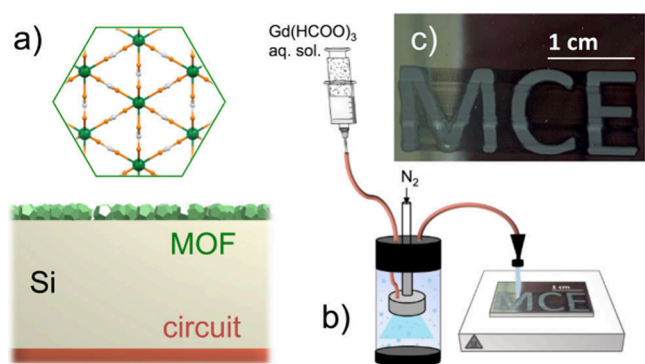 a)
MOF
Si
circuit
Gd(HCOO)₃
aq. sol.
N₂
b)
1 cm
MCE
c)
1 cm
MCE